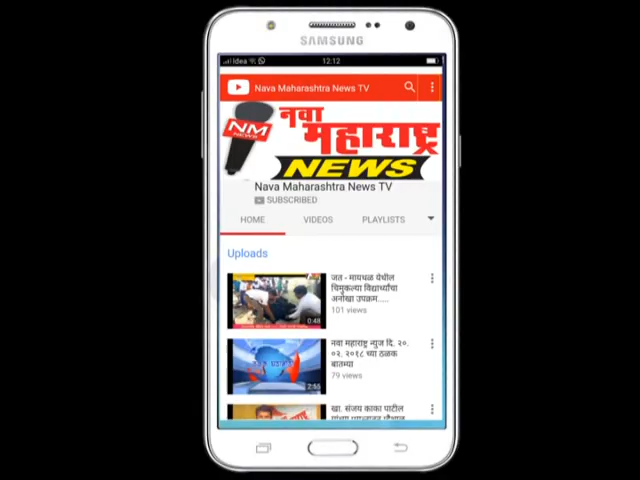 SAMSUNG
Idea
12:12
Nava Maharashtra News TV
नवा
महाराष्ट्र
NM
NEWS
NEWS
Nava Maharashtra News TV
SUBSCRIBED
HOME VIDEOS PLAYLISTS
Uploads
जत - मायथळ येथील
चिमुकल्या विद्यार्थ्यांचा
अनोखा उपक्रम.....
101 views
0:48
नवा महाराष्ट्र न्युज दि. २०.
०२. २०१८ च्या ठळक
बातम्या
79 views
2:55
खा. संजय काका पाटील